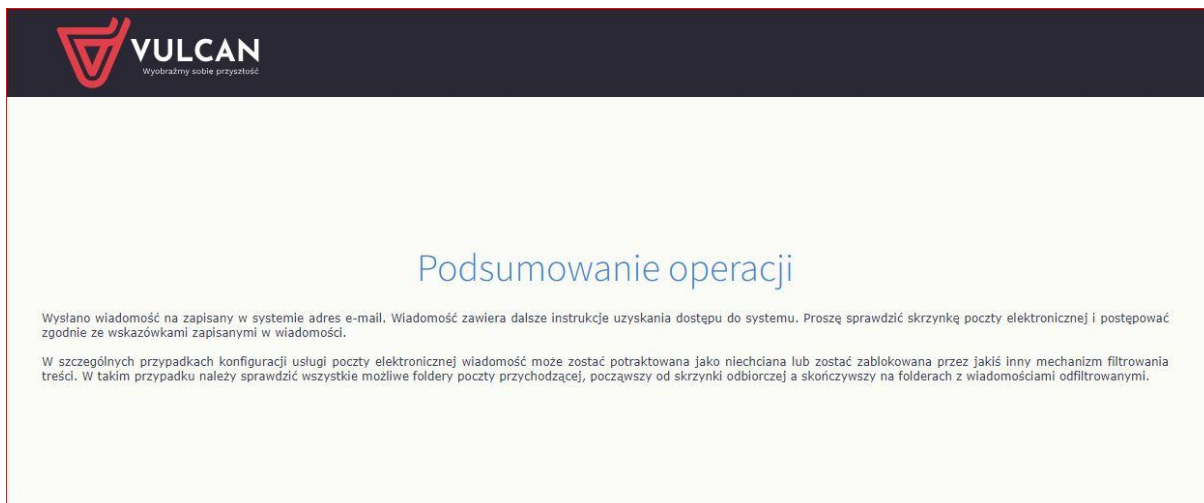 VULCAN
Wyobraźmy sobie przyszłość
Podsumowanie operacji
Wysłano wiadomość na zapisany w systemie adres e-mail. Wiadomość zawiera dalsze instrukcje uzyskania dostępu do systemu. Proszę sprawdzić skrzynkę poczty elektronicznej i postępować
zgodnie ze wskazówkami zapisanymi w wiadomości.
W szczególnych przypadkach konfiguracji usługi poczty elektronicznej wiadomość może zostać potraktowana jako niechciana lub zostać zablokowana przez jakiś inny mechanizm filtrowania
treści. W takim przypadku należy sprawdzić wszystkie możliwe foldery poczty przychodzącej, począwszy od skrzynki odbiorczej a skończywszy na folderach z wiadomościami odfiltrowanymi.